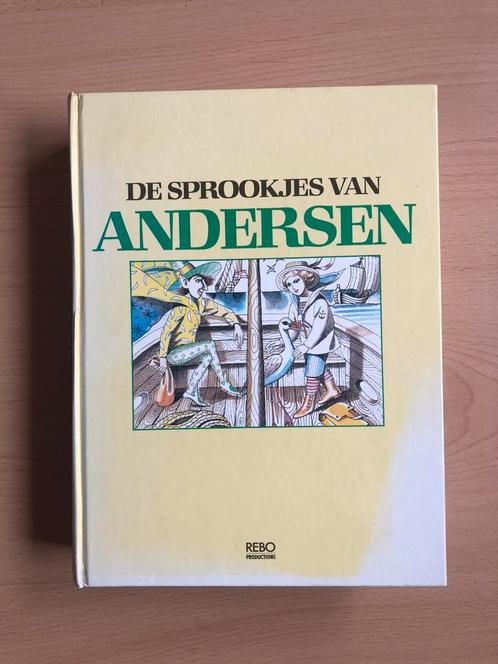 DE SPROOKJES VAN
ANDERSEN
REBO
PRODUCTIONS